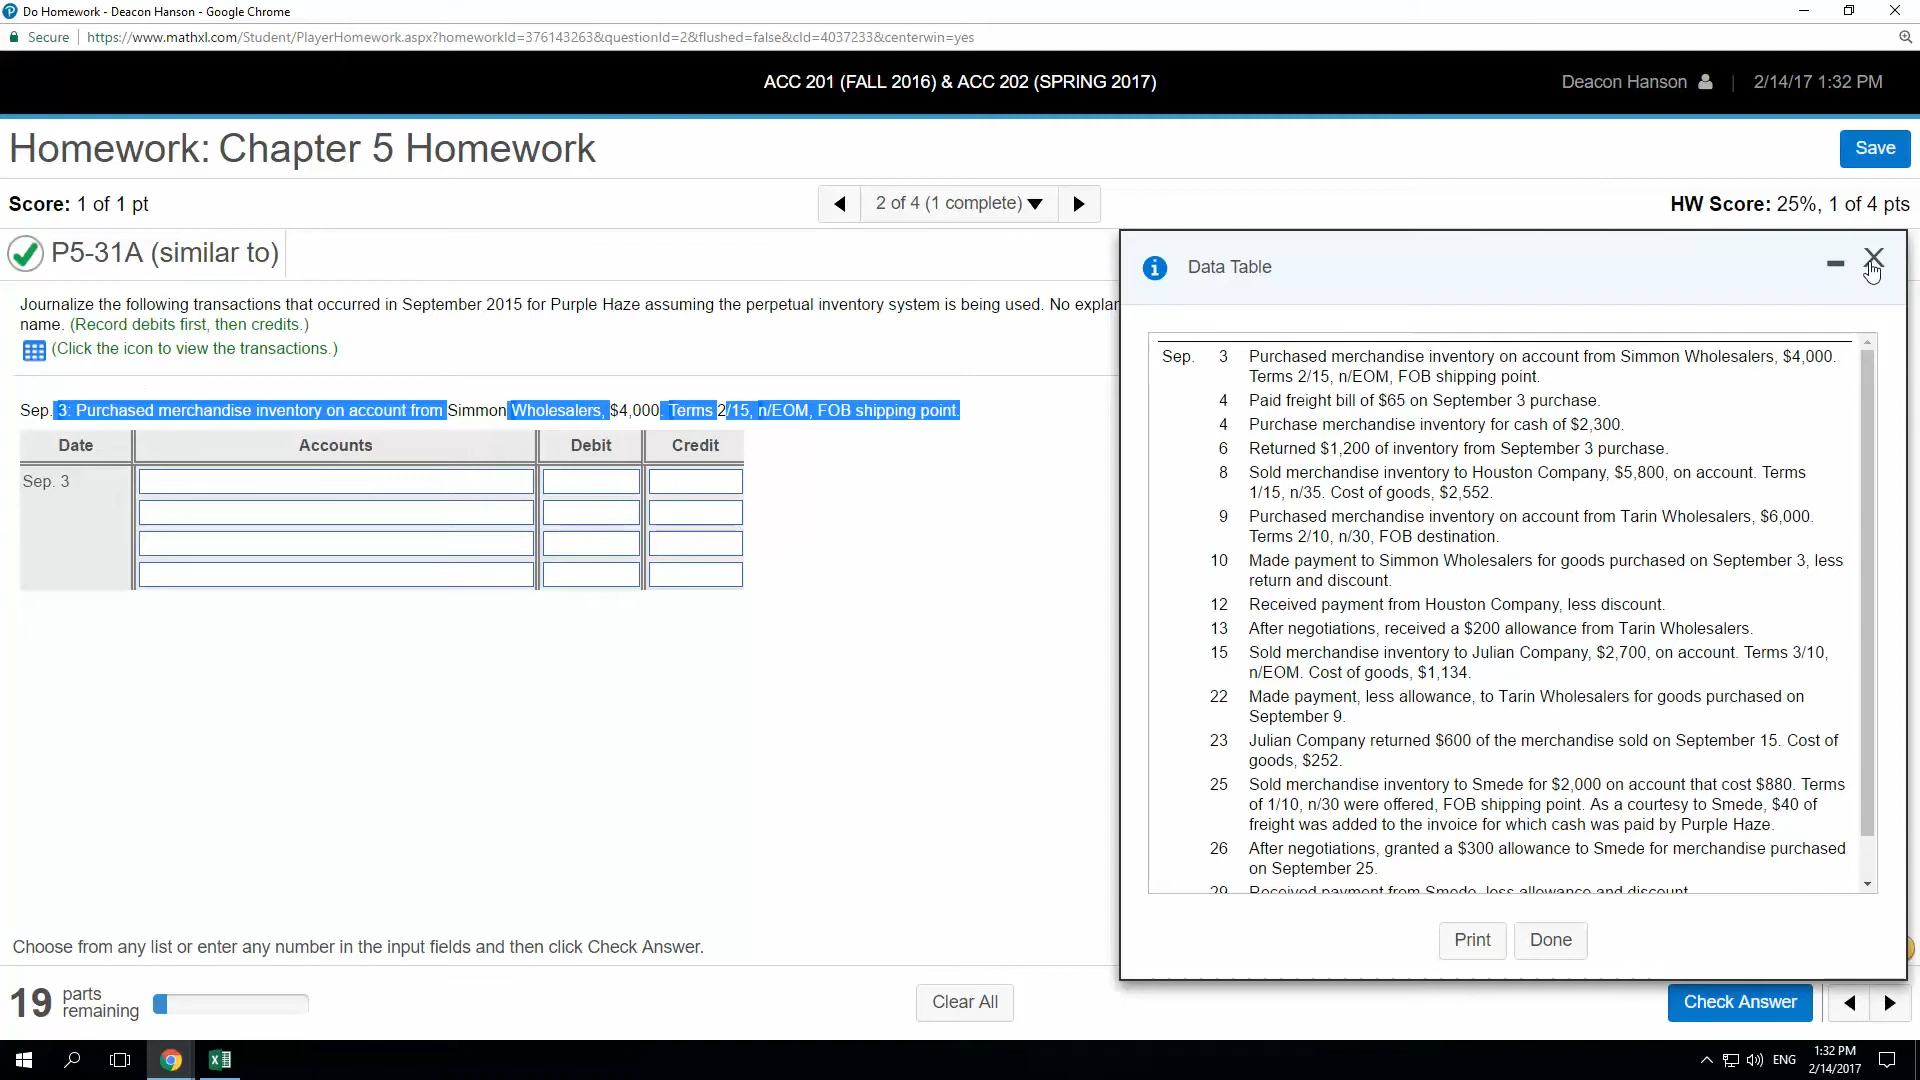 Do Homework - Deacon Hanson - Google Chrome
Secure https://www.mathxl.com/Student/PlayerHomework.aspx?homeworkId=376143263&questionId=2&flushed=false&cId=4037233&centerwin=yes
ACC 201 (FALL 2016) & ACC 202 (SPRING 2017)
Deacon Hanson 2/14/17 1:32 PM
Homework: Chapter 5 Homework
Save
Score: 1 of 1 pt
2 of 4 (1 complete)
HW Score: 25%, 1 of 4 pts
P5-31A (similar to)
Journalize the following transactions that occurred in September 2015 for Purple Haze assuming the perpetual inventory system is being used. No explan
name. (Record debits first, then credits.)
(Click the icon to view the transactions.)
Sep. 3: Purchased merchandise inventory on account from Simmon Wholesalers, $4,000. Terms 2/15, n/EOM, FOB shipping point.
Date Accounts Debit Credit
Sep. 3
Data Table
Sep. 3 Purchased merchandise inventory on account from Simmon Wholesalers, $4,000.
Terms 2/15, n/EOM, FOB shipping point.
4 Paid freight bill of $65 on September 3 purchase.
4 Purchase merchandise inventory for cash of $2,300.
6 Returned $1,200 of inventory from September 3 purchase.
8 Sold merchandise inventory to Houston Company, $5,800, on account. Terms
1/15, n/35. Cost of goods, $2,552.
9 Purchased merchandise inventory on account from Tarin Wholesalers, $6,000.
Terms 2/10, n/30, FOB destination.
10 Made payment to Simmon Wholesalers for goods purchased on September 3, less
return and discount.
12 Received payment from Houston Company, less discount.
13 After negotiations, received a $200 allowance from Tarin Wholesalers.
15 Sold merchandise inventory to Julian Company, $2,700, on account. Terms 3/10,
n/EOM. Cost of goods, $1,134.
22 Made payment, less allowance, to Tarin Wholesalers for goods purchased on
September 9.
23 Julian Company returned $600 of the merchandise sold on September 15. Cost of
goods, $252.
25 Sold merchandise inventory to Smede for $2,000 on account that cost $880. Terms
of 1/10, n/30 were offered, FOB shipping point. As a courtesy to Smede, $40 of
freight was added to the invoice for which cash was paid by Purple Haze.
26 After negotiations, granted a $300 allowance to Smede for merchandise purchased
on September 25.
29 Received payment from Smede, less allowance and discount.
Print Done
Choose from any list or enter any number in the input fields and then click Check Answer.
19 parts
remaining
Clear All
Check Answer
ENG
1:32 PM
2/14/2017